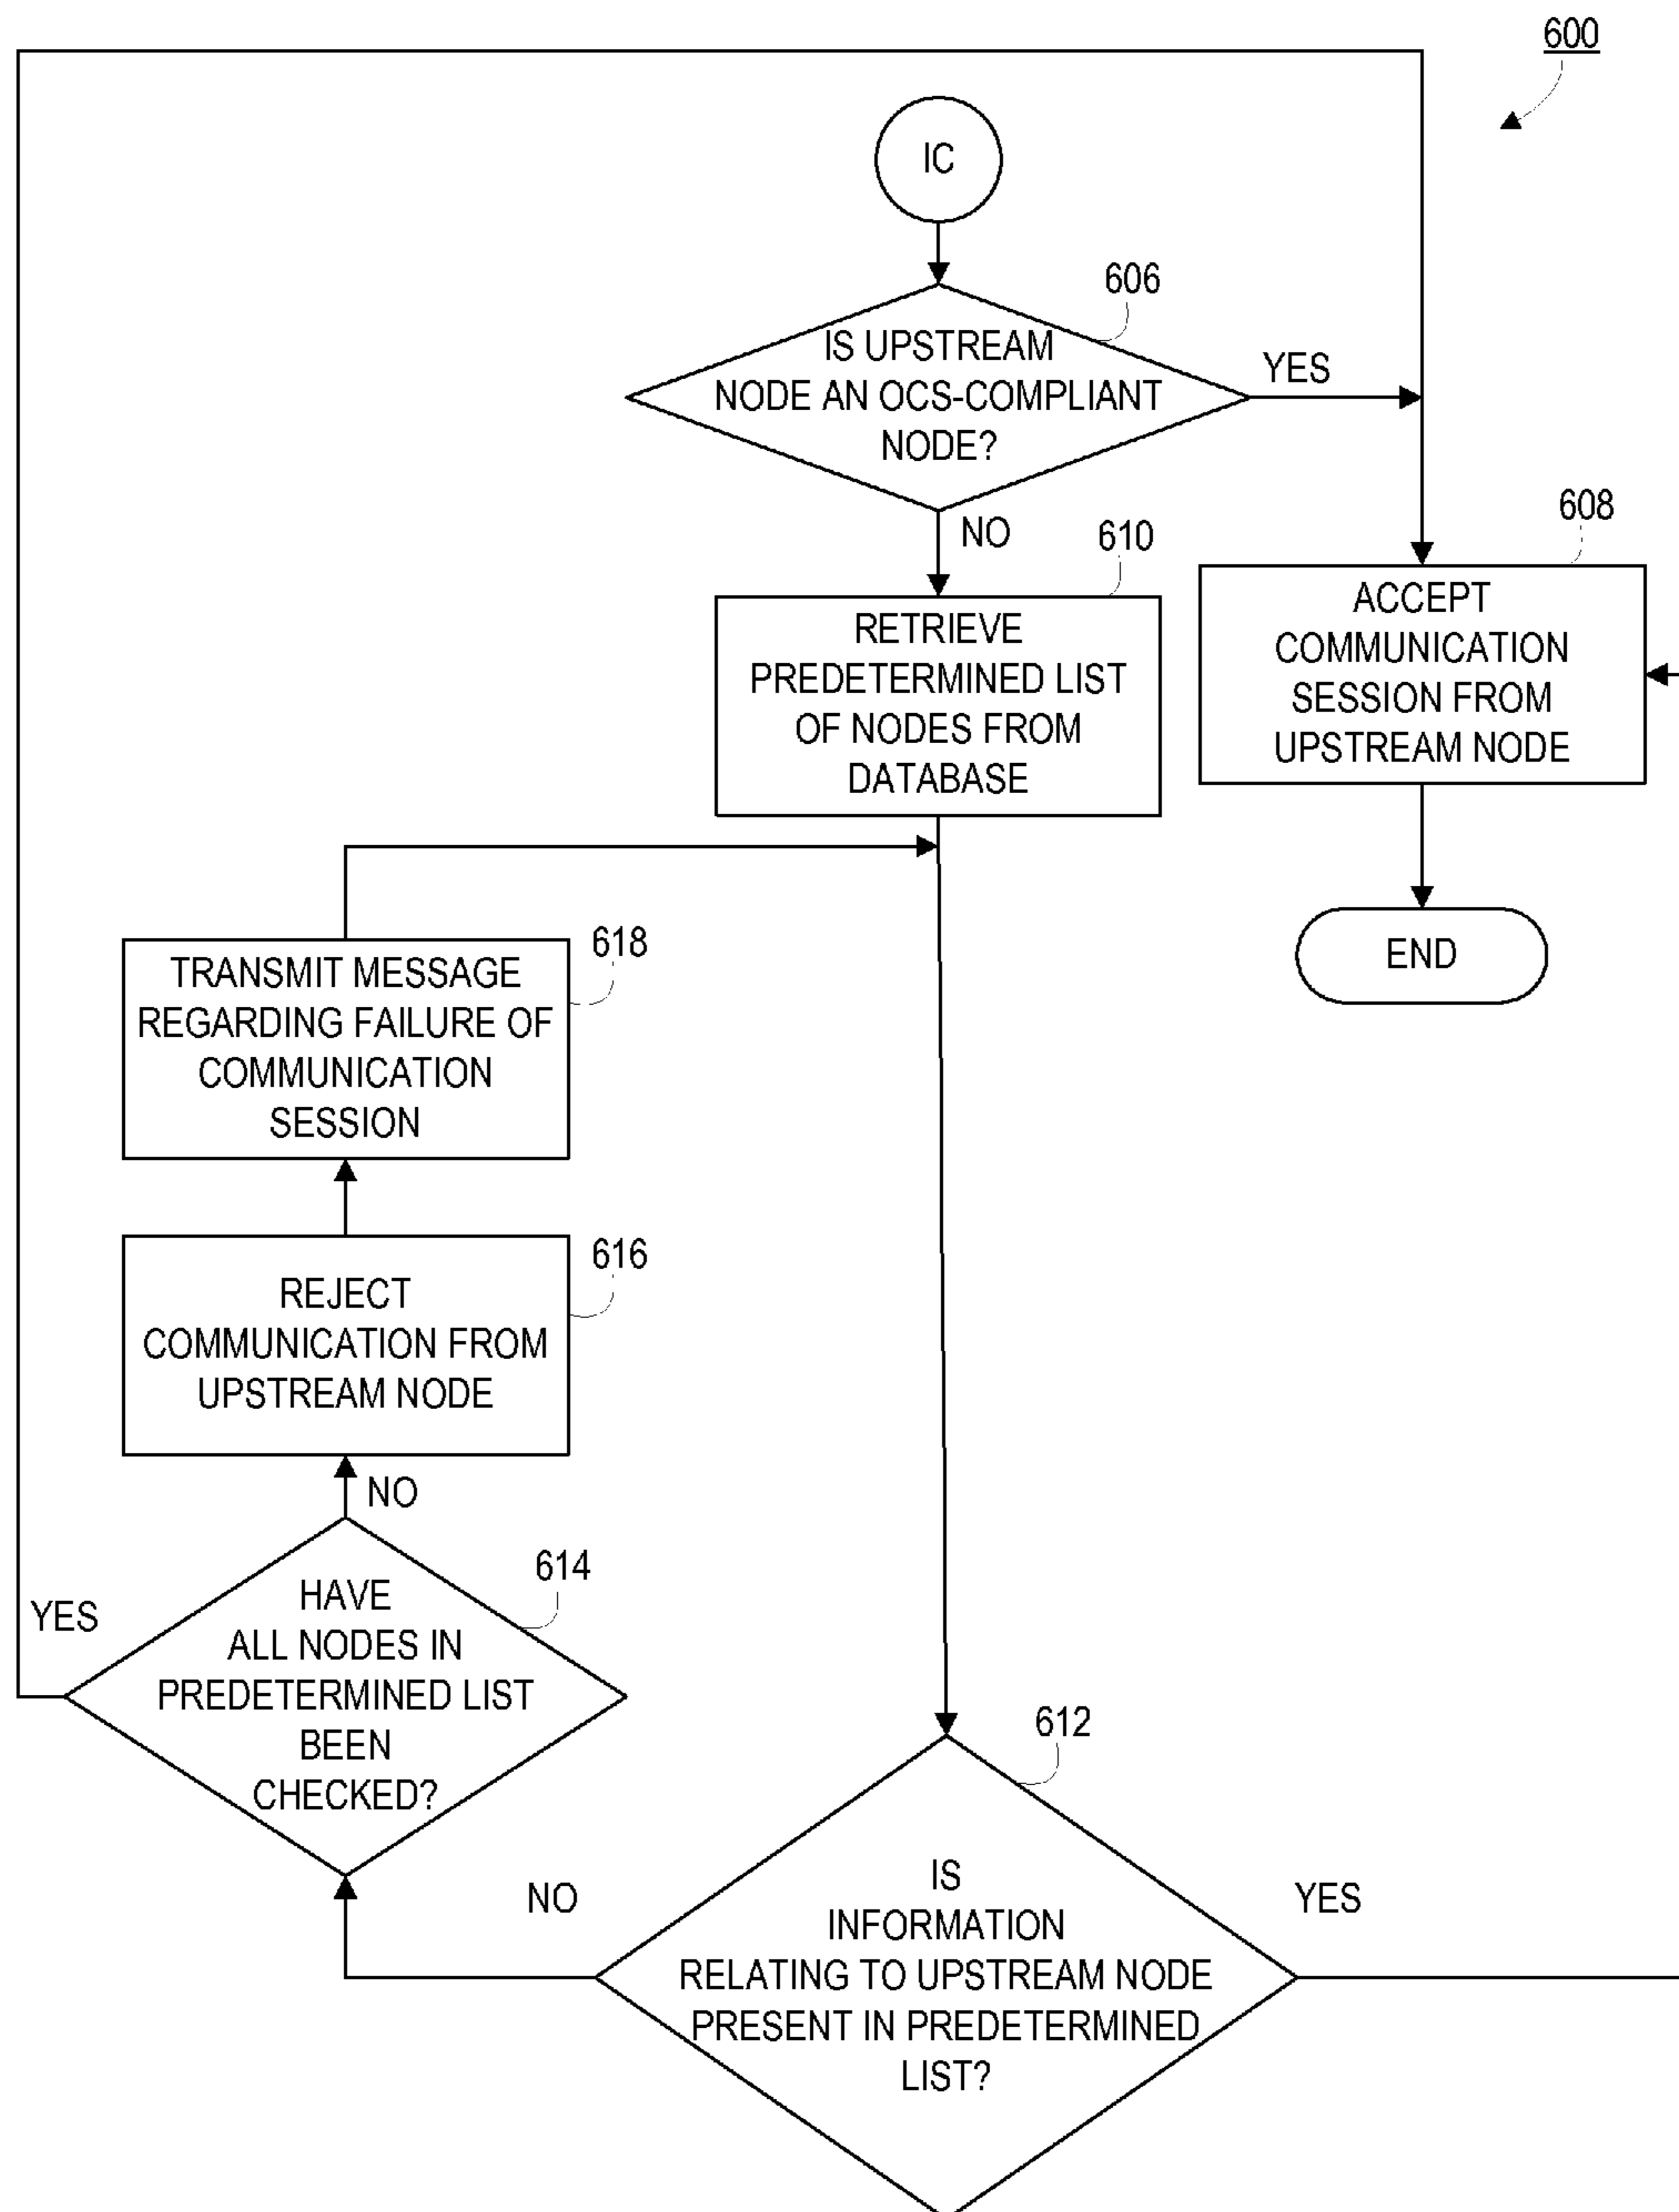 600
IC
606
IS UPSTREAM
NODE AN OCS-COMPLIANT
NODE?
YES
NO
608
610
ACCEPT
COMMUNICATION
SESSION FROM
UPSTREAM NODE
RETRIEVE
PREDETERMINED LIST
OF NODES FROM
DATABASE
END
618
TRANSMIT MESSAGE
REGARDING FAILURE OF
COMMUNICATION
SESSION
616
REJECT
COMMUNICATION FROM
UPSTREAM NODE
NO
614
YES
HAVE
ALL NODES IN
PREDETERMINED LIST
BEEN
CHECKED?
612
NO
YES
IS
INFORMATION
RELATING TO UPSTREAM NODE
PRESENT IN PREDETERMINED
LIST?